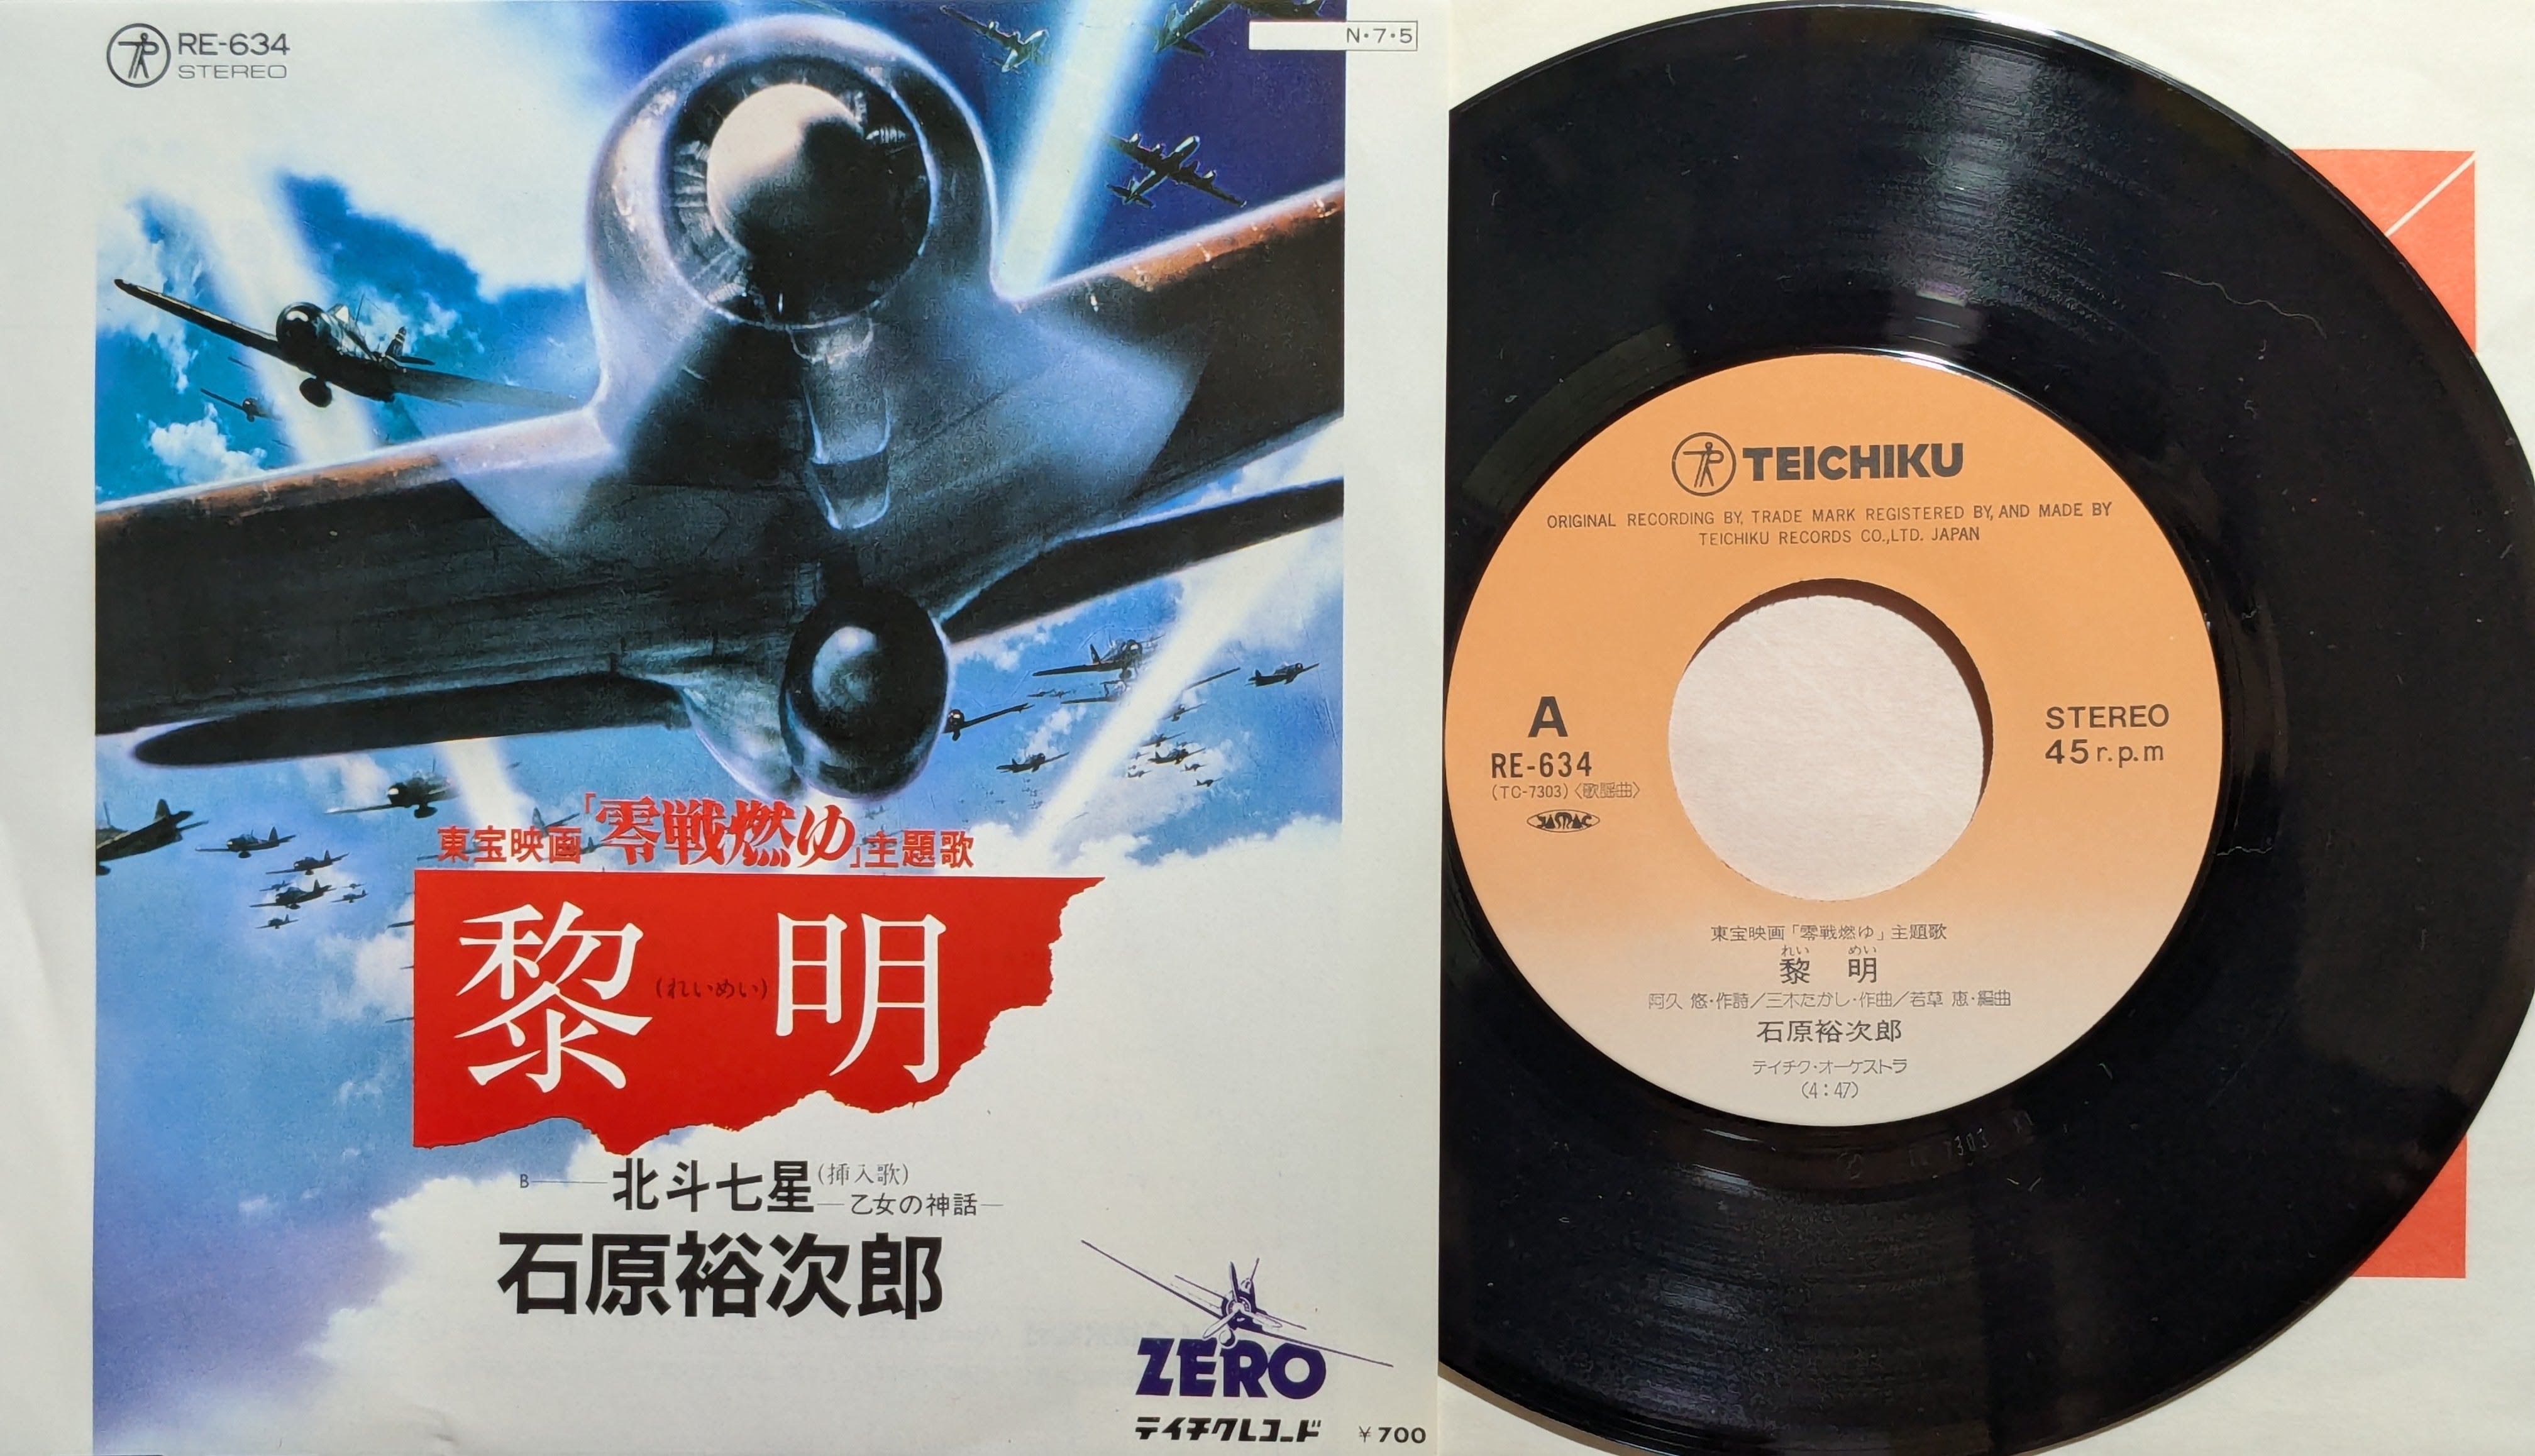 RE-634
STEREO
N・7・5
東宝映画「零戦燃ゆ」主題歌
黎明
(れいめい)
B――北斗七星(挿入歌)
―乙女の神話―
石原裕次郎
ZERO
テイチクレコード
¥700
TEICHIKU
ORIGINAL RECORDING BY, TRADE MARK REGISTERED BY, AND MADE BY
TEICHIKU RECORDS CO.,LTD. JAPAN
A
RE-634
(TC-7303)〈歌謡曲〉
JASRAC
STEREO
45r.p.m
東宝映画「零戦燃ゆ」主題歌
れい めい
黎 明
阿久 悠・作詩/三木たかし・作曲/若草 恵・編曲
石原裕次郎
テイチク・オーケストラ
(4:47)